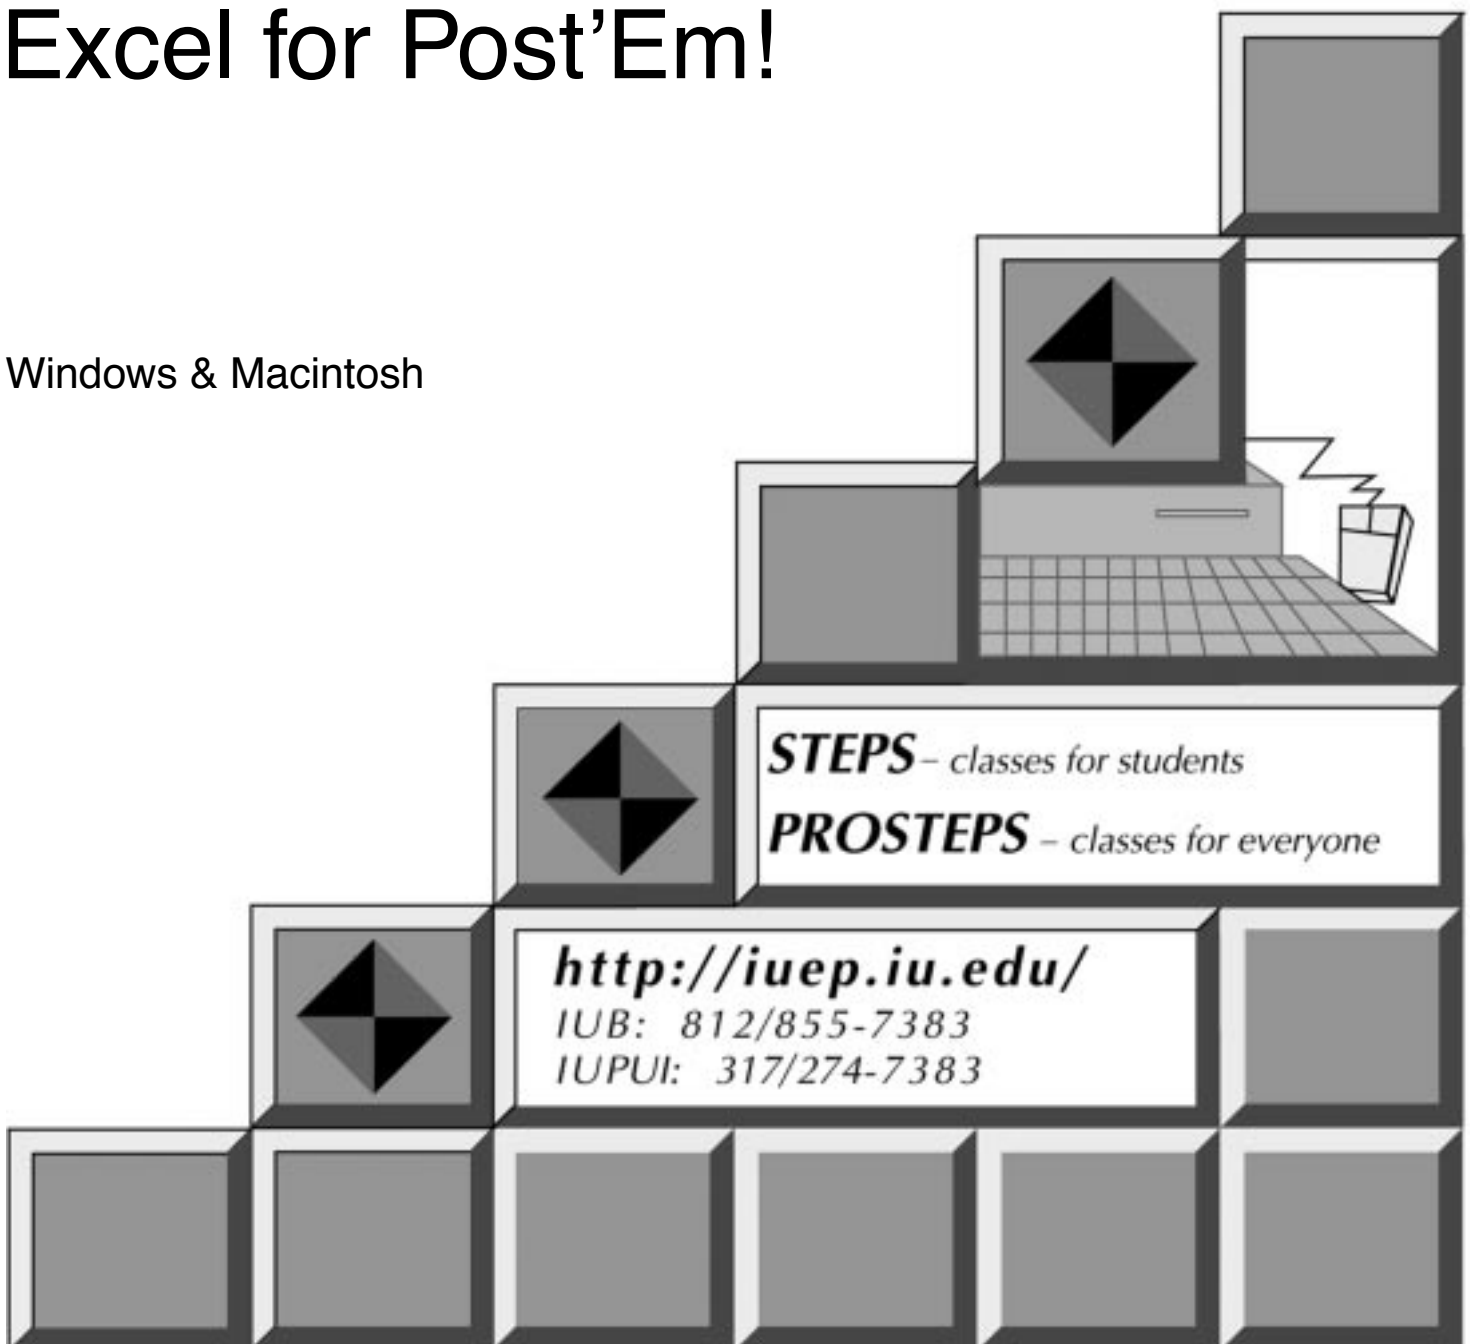 Excel for Post’Em!
Windows & Macintosh
STEPS – classes for students
PROSTEPS – classes for everyone
http://iuep.iu.edu/
IUB: 812/855-7383
IUPUI: 317/274-7383